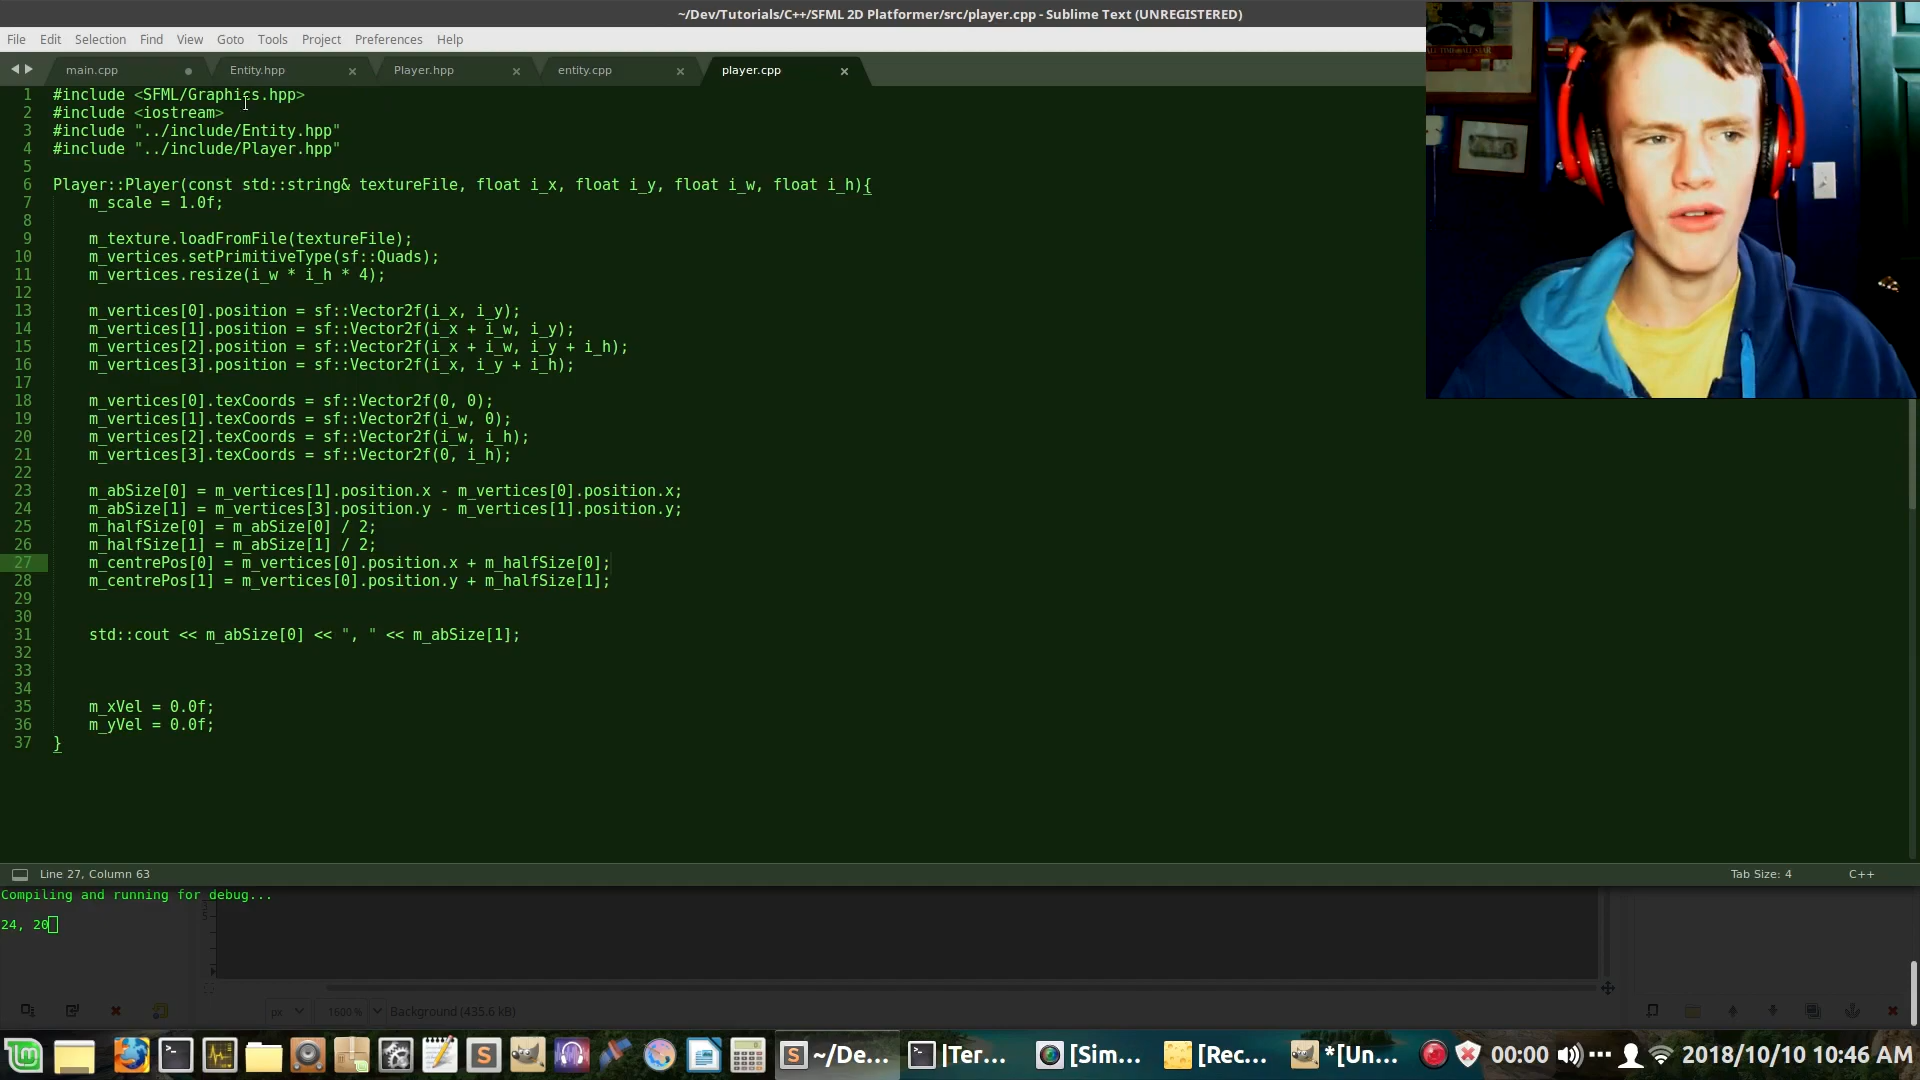 ~/Dev/Tutorials/C++/SFML 2D Platformer/src/player.cpp - Sublime Text (UNREGISTERED)
File Edit Selection Find View Goto Tools Project Preferences Help
main.cpp Entity.hpp Player.hpp entity.cpp player.cpp
1 #include <SFML/Graphics.hpp>
2 #include <iostream>
3 #include "../include/Entity.hpp"
4 #include "../include/Player.hpp"
5
6 Player::Player(const std::string& textureFile, float i_x, float i_y, float i_w, float i_h){
7 m_scale = 1.0f;
8
9 m_texture.loadFromFile(textureFile);
10 m_vertices.setPrimitiveType(sf::Quads);
11 m_vertices.resize(i_w * i_h * 4);
12
13 m_vertices[0].position = sf::Vector2f(i_x, i_y);
14 m_vertices[1].position = sf::Vector2f(i_x + i_w, i_y);
15 m_vertices[2].position = sf::Vector2f(i_x + i_w, i_y + i_h);
16 m_vertices[3].position = sf::Vector2f(i_x, i_y + i_h);
17
18 m_vertices[0].texCoords = sf::Vector2f(0, 0);
19 m_vertices[1].texCoords = sf::Vector2f(i_w, 0);
20 m_vertices[2].texCoords = sf::Vector2f(i_w, i_h);
21 m_vertices[3].texCoords = sf::Vector2f(0, i_h);
22
23 m_abSize[0] = m_vertices[1].position.x - m_vertices[0].position.x;
24 m_abSize[1] = m_vertices[3].position.y - m_vertices[1].position.y;
25 m_halfSize[0] = m_abSize[0] / 2;
26 m_halfSize[1] = m_abSize[1] / 2;
27 m_centrePos[0] = m_vertices[0].position.x + m_halfSize[0];
28 m_centrePos[1] = m_vertices[0].position.y + m_halfSize[1];
29
30
31 std::cout << m_abSize[0] << ", " << m_abSize[1];
32
33
34
35 m_xVel = 0.0f;
36 m_yVel = 0.0f;
37 }
Line 27, Column 63 Tab Size: 4 C++
Compiling and running for debug...
24, 20
px 1600 % Background (435.6 kB)
~/De... |Ter... [Sim... [Rec... *[Un... 00:00 2018/10/10 10:46 AM